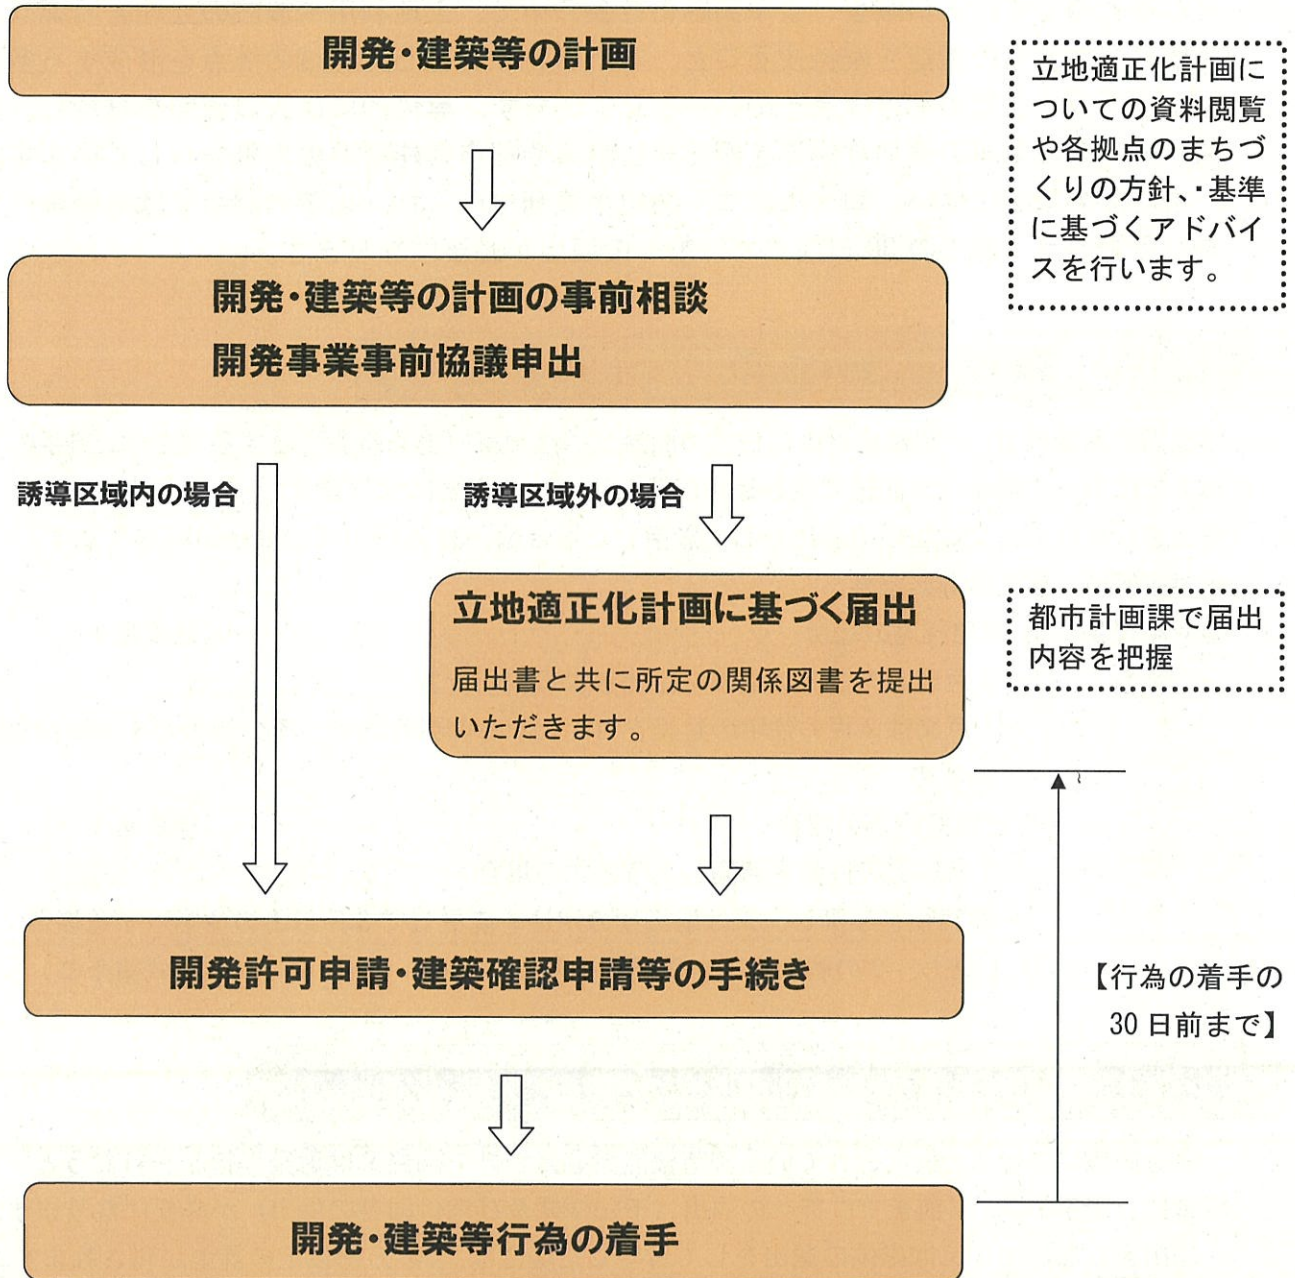 開発・建築等の計画
立地適正化計画に
ついての資料閲覧
や各拠点のまちづ
くりの方針、・基準
に基づくアドバイ
スを行います。
開発・建築等の計画の事前相談
開発事業事前協議申出
誘導区域内の場合
誘導区域外の場合
立地適正化計画に基づく届出
届出書と共に所定の関係図書を提出
いただきます。
都市計画課で届出
内容を把握
開発許可申請・建築確認申請等の手続き
【行為の着手の
30日前まで】
開発・建築等行為の着手